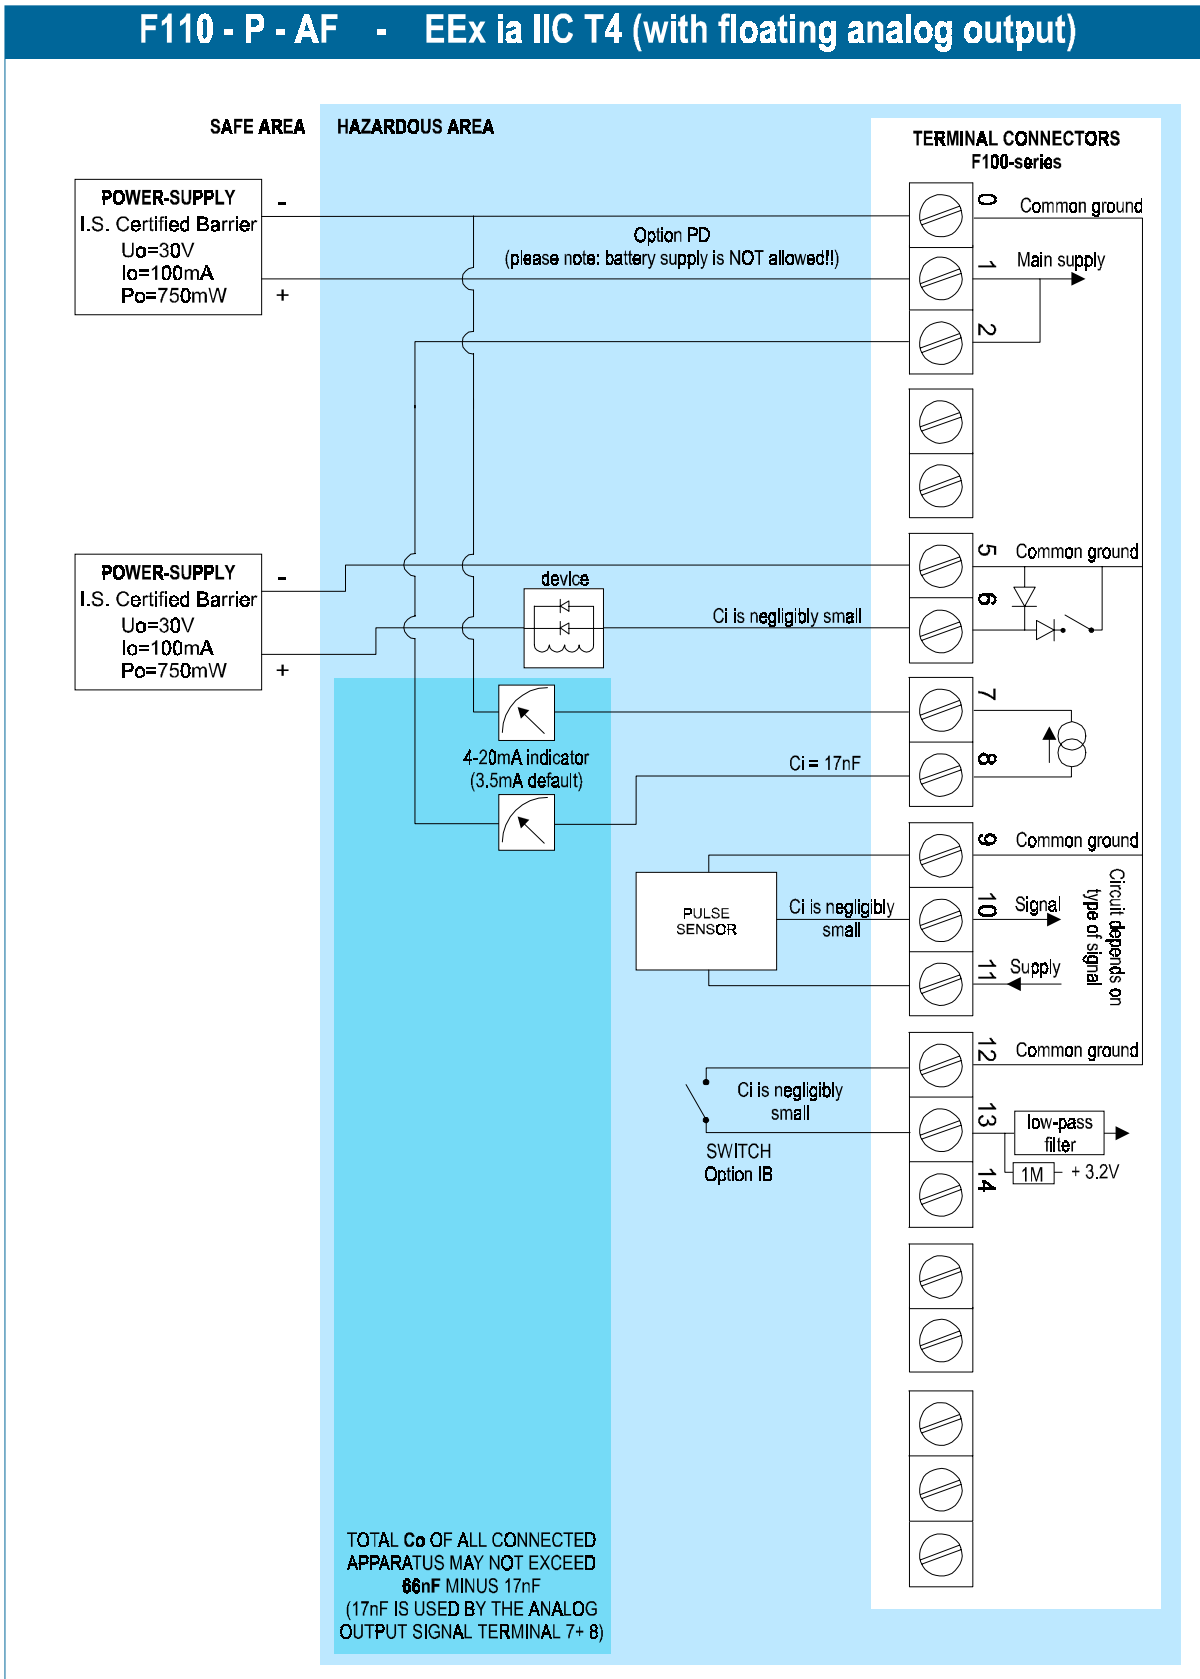 F110 - P - AF - EEx ia IIC T4 (with floating analog output)
SAFE AREA
HAZARDOUS AREA
TERMINAL CONNECTORS
F100-series
POWER-SUPPLY
I.S. Certified Barrier
Uo=30V
Io=100mA
Po=750mW
-
+
Option PD
(please note: battery supply is NOT allowed!!)
0
Common ground
1
Main supply
2
POWER-SUPPLY
I.S. Certified Barrier
Uo=30V
Io=100mA
Po=750mW
-
+
device
Ci is negligibly small
5
Common ground
6
4-20mA indicator
(3.5mA default)
Ci = 17nF
7
8
PULSE
SENSOR
Ci is negligibly
small
9
Common ground
10
Signal
11
Supply
Circuit depends on
type of signal
Ci is negligibly
small
SWITCH
Option IB
12
Common ground
13
low-pass
filter
14
1M
+ 3.2V
TOTAL Co OF ALL CONNECTED
APPARATUS MAY NOT EXCEED
66nF MINUS 17nF
(17nF IS USED BY THE ANALOG
OUTPUT SIGNAL TERMINAL 7+ 8)